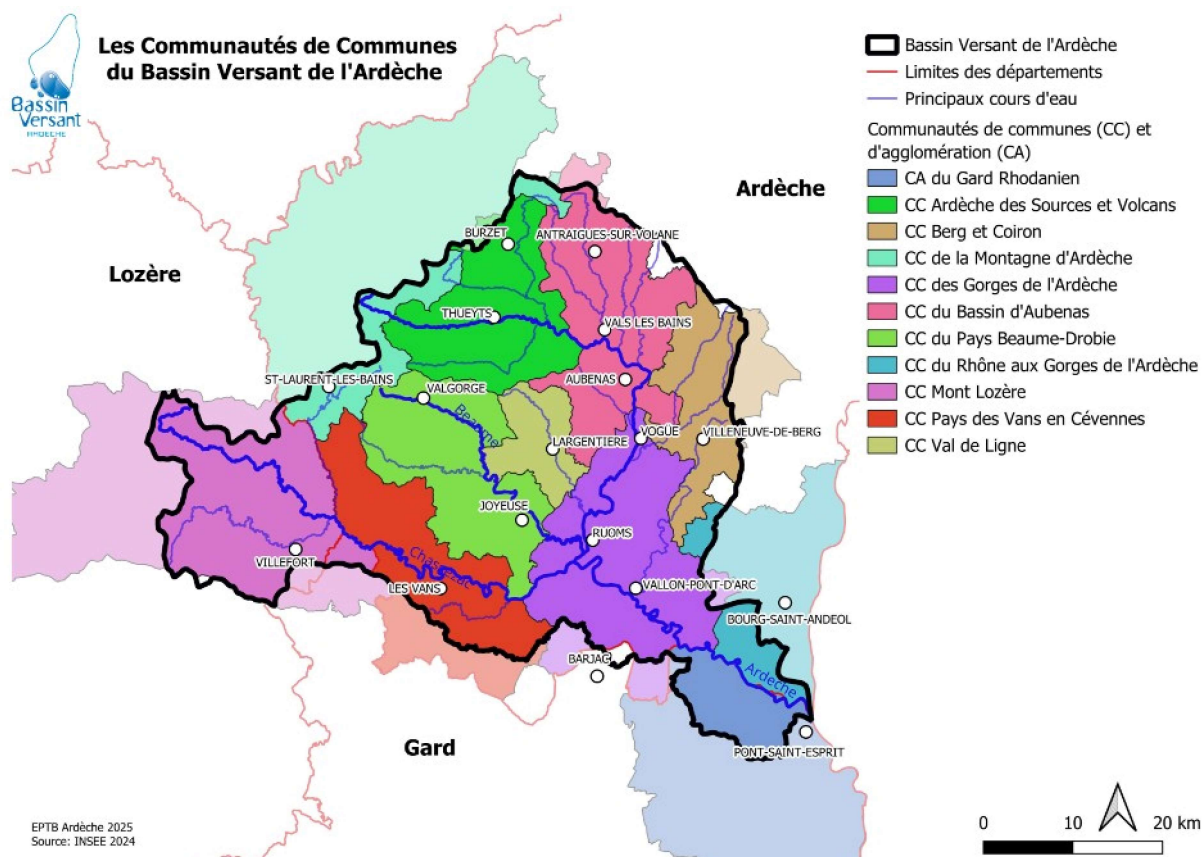 Les Communautés de Communes
du Bassin Versant de l'Ardèche
Bassin
Versant
ARDÈCHE
Bassin Versant de l'Ardèche
Limites des départements
Principaux cours d'eau
Communautés de communes (CC) et
d'agglomération (CA)
CA du Gard Rhodanien
CC Ardèche des Sources et Volcans
CC Berg et Coiron
CC de la Montagne d'Ardèche
CC des Gorges de l'Ardèche
CC du Bassin d'Aubenas
CC du Pays Beaume-Drobie
CC du Rhône aux Gorges de l'Ardèche
CC Mont Lozère
CC Pays des Vans en Cévennes
CC Val de Ligne
Ardèche
Lozère
BURZET
ANTRAIGUES-SUR-VOLANE
THUEYTS
VALS LES BAINS
ST-LAURENT-LES-BAINS
AUBENAS
VALGORGE
Beaume
LARGENTIERE
VOGÜE
VILLENEUVE-DE-BERG
JOYEUSE
RUOMS
VILLEFORT
Chassezac
LES VANS
VALLON-PONT-D'ARC
BOURG-SAINT-ANDEOL
BARJAC
Ardèche
Gard
PONT-SAINT-ESPRIT
EPTB Ardèche 2025
Source: INSEE 2024
0 10 20 km